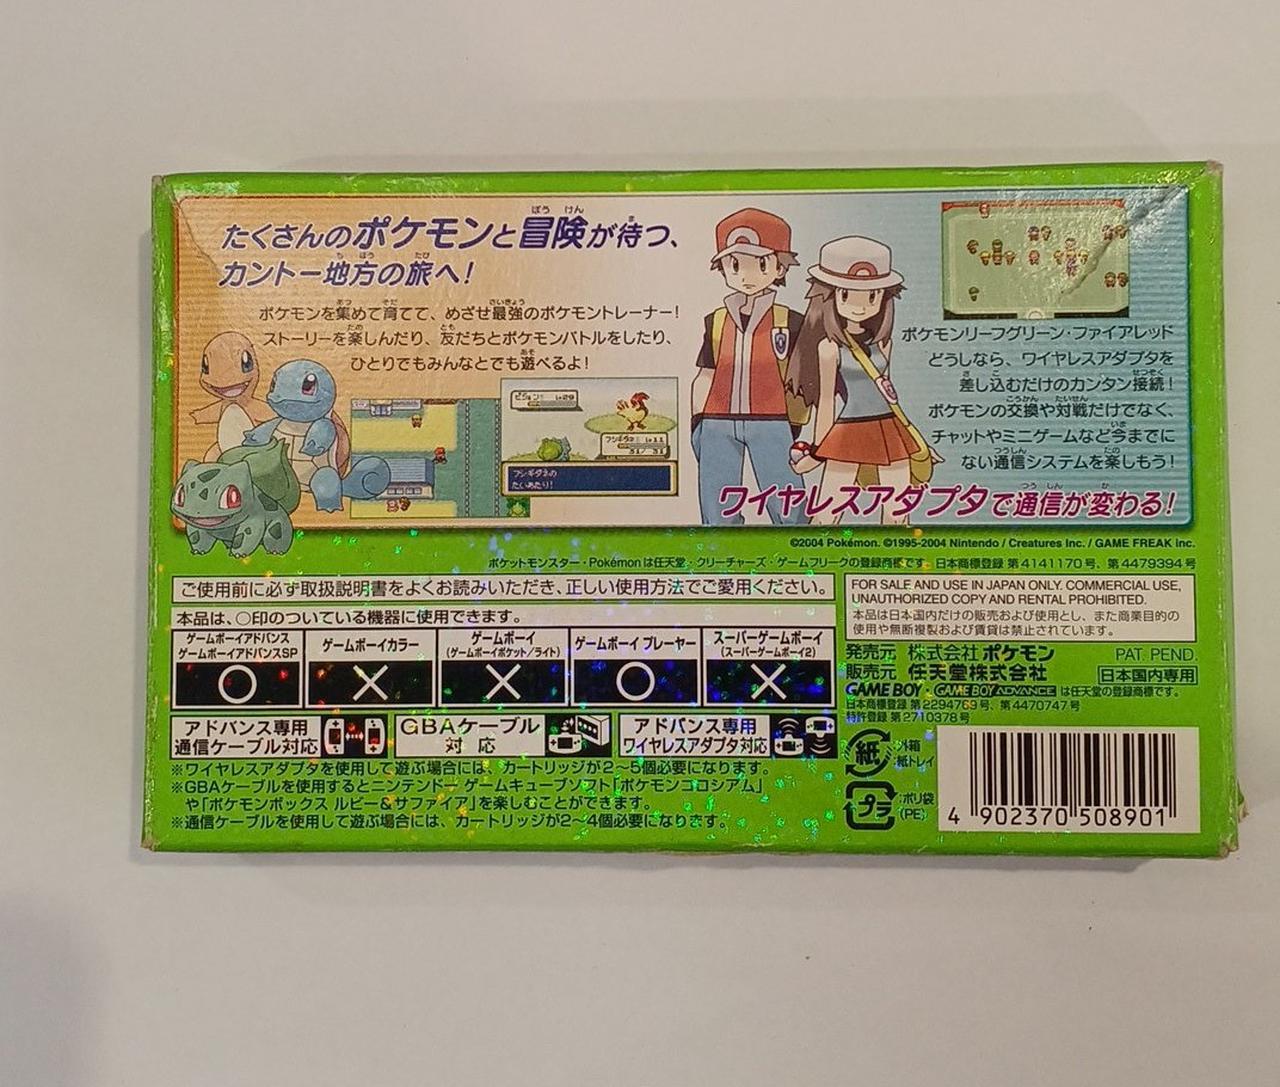 たくさんのポケモンと冒険が待つ、
カントー地方の旅へ!
ポケモンを集めて育てて、めざせ最強のポケモントレーナー!
ストーリーを楽しんだり、友だちとポケモンバトルをしたり、
ひとりでもみんなとでも遊べるよ!
フシギダネの
たいあたり!
ポケモンリーフグリーン・ファイアレッド
どうしなら、ワイヤレスアダプタを
差し込むだけのカンタン接続!
ポケモンの交換や対戦だけでなく、
チャットやミニゲームなど今までに
ない通信システムを楽しもう!
ワイヤレスアダプタで通信が変わる!
©2004 Pokémon. ©1995-2004 Nintendo / Creatures Inc. / GAME FREAK inc.
ポケットモンスター・Pokémonは任天堂・クリーチャーズ・ゲームフリークの登録商標です。日本商標登録 第4141170号、第4479394号
ご使用前に必ず取扱説明書をよくお読みいただき、正しい使用方法でご愛用ください。
本品は、○印のついている機器に使用できます。
ゲームボーイアドバンス
ゲームボーイアドバンスSP
ゲームボーイカラー
ゲームボーイ
(ゲームボーイポケット/ライト)
ゲームボーイ プレーヤー
スーパーゲームボーイ
(スーパーゲームボーイ2)
○ × × ○ ×
アドバンス専用
通信ケーブル対応
GBAケーブル
対 応
アドバンス専用
ワイヤレスアダプタ対応
※ワイヤレスアダプタを使用して遊ぶ場合には、カートリッジが2〜5個必要になります。
※GBAケーブルを使用するとニンテンドー ゲームキューブソフト「ポケモンコロシアム」
や「ポケモンボックス ルビー&サファイア」を楽しむことができます。
※通信ケーブルを使用して遊ぶ場合には、カートリッジが2〜4個必要になります。
FOR SALE AND USE IN JAPAN ONLY. COMMERCIAL USE,
UNAUTHORIZED COPY AND RENTAL PROHIBITED.
本品は日本国内だけの販売および使用とし、また商業目的の
使用や無断複製および賃貸は禁止されています。
発売元 株式会社ポケモン
PAT. PEND.
販売元 任天堂株式会社
日本国内専用
GAME BOY・GAME BOY ADVANCE は任天堂の登録商標です。
日本商標登録 第2294769号、第4470747号
特許登録 第2710378号
紙
:外箱
:紙トレイ
プラ
:ポリ袋
(PE)
4 902370 508901